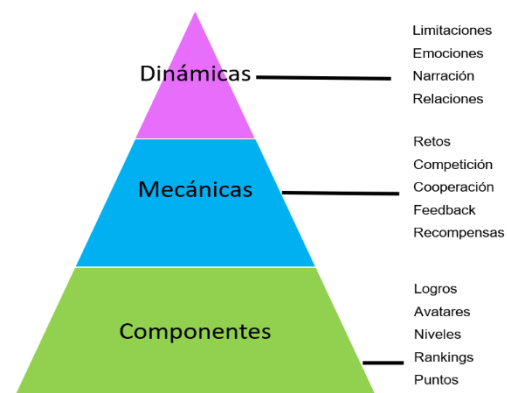 Dinámicas
Limitaciones
Emociones
Narración
Relaciones
Mecánicas
Retos
Competición
Cooperación
Feedback
Recompensas
Componentes
Logros
Avatares
Niveles
Rankings
Puntos